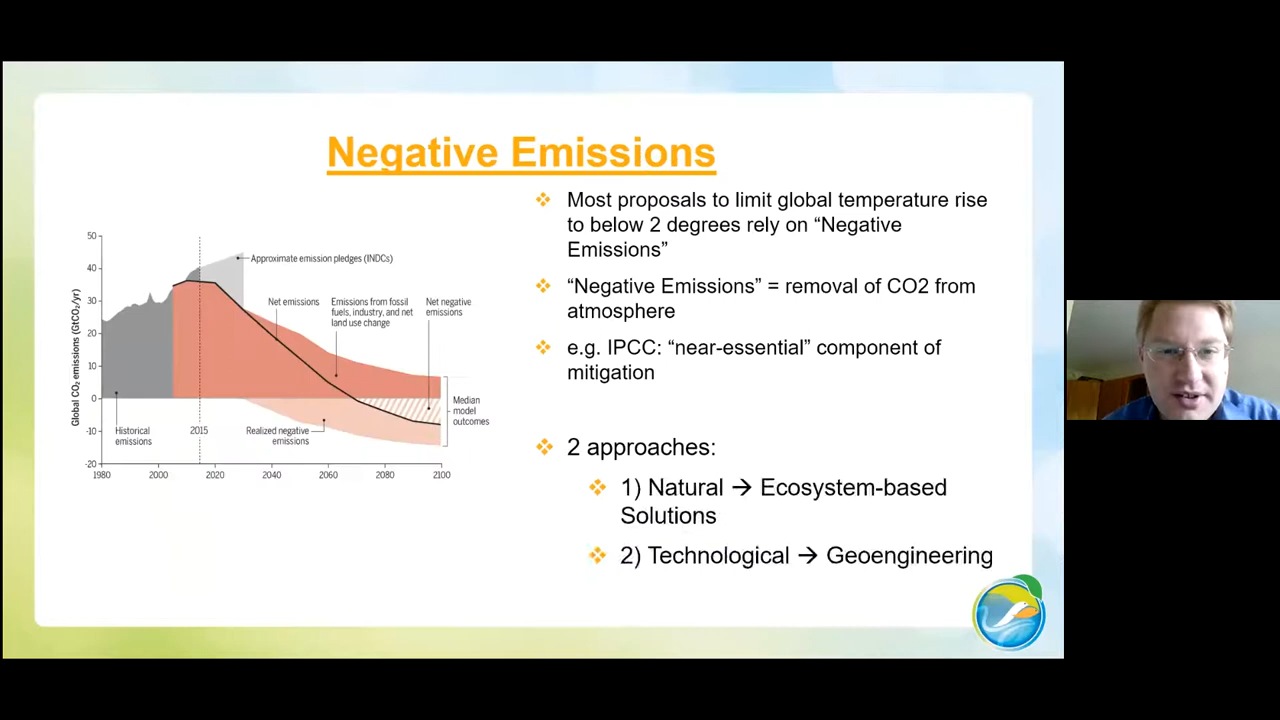 Negative Emissions
Most proposals to limit global temperature rise
to below 2 degrees rely on “Negative
Emissions”
“Negative Emissions” = removal of CO2 from
atmosphere
e.g. IPCC: “near-essential” component of
mitigation
2 approaches:
1) Natural → Ecosystem-based
Solutions
2) Technological → Geoengineering
Global CO₂ emissions (GtCO₂/yr)
50
40
30
20
10
0
-10
-20
1980
2000
2020
2040
2060
2080
2100
Approximate emission pledges (INDCs)
Net emissions
Emissions from fossil
fuels, industry, and net
land use change
Net negative
emissions
Historical
emissions
2015
Realized negative
emissions
Median
model
outcomes